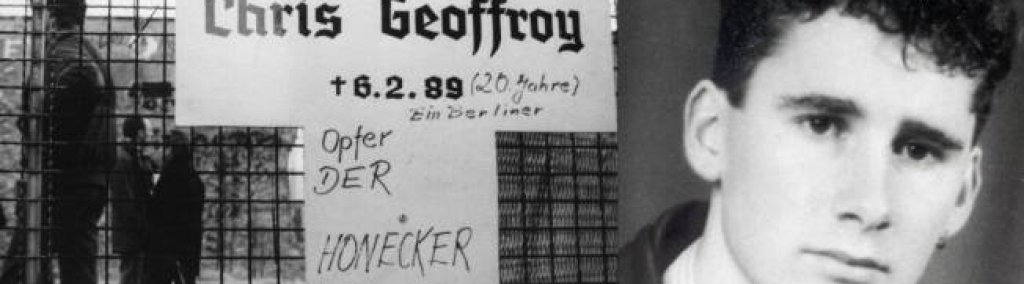 Chris Geoffroy
† 6.2.89 (20. Jahre)
Ein Berliner
Opfer
DER
HONECKER